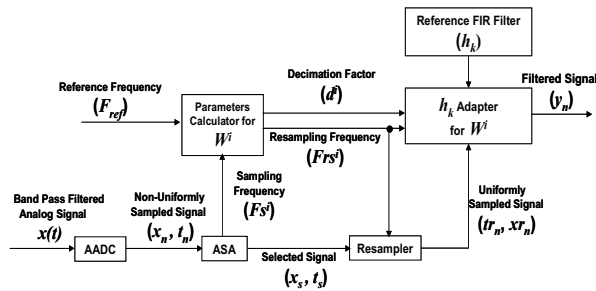 Reference FIR Filter
(h_k)
Reference Frequency
(F_ref)
Decimation Factor
(d^i)
Filtered Signal
(y_n)
Parameters
Calculator for
W^i
h_k Adapter
for W^i
Resampling Frequency
(Frs^i)
Sampling
Frequency
(Fs^i)
Band Pass Filtered
Analog Signal
x(t)
Non-Uniformly
Sampled Signal
(x_n, t_n)
Uniformly
Sampled Signal
(tr_n, xr_n)
AADC
ASA
Resampler
Selected Signal
(x_s, t_s)